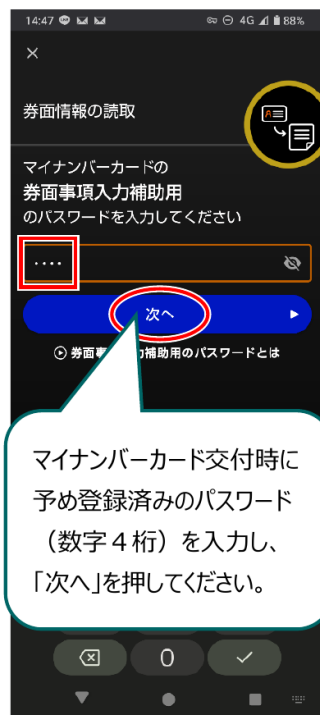 14:47 4G 88%
券面情報の読取
マイナンバーカードの
券面事項入力補助用
のパスワードを入力してください
次へ
券面事 力補助用のパスワードとは
マイナンバーカード交付時に
予め登録済みのパスワード
（数字４桁）を入力し、
「次へ」を押してください。
0